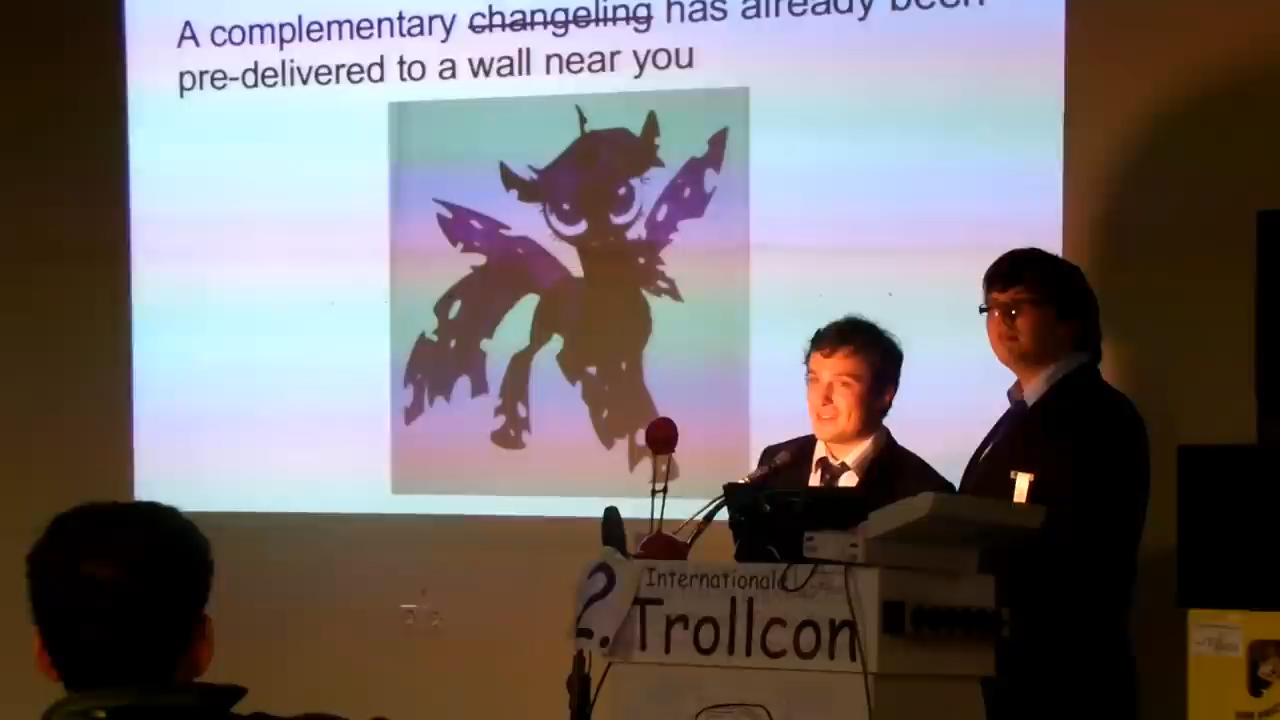 A complementary changeling has already been
pre-delivered to a wall near you
2. Internationale
Trollcon